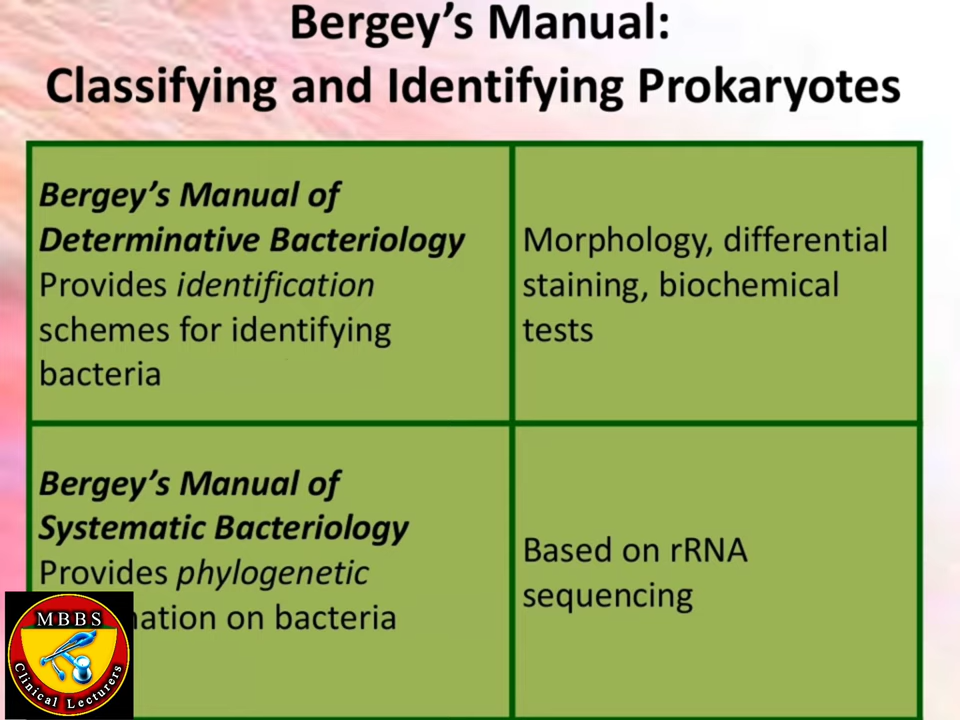 Bergey’s Manual:
Classifying and Identifying Prokaryotes
Bergey’s Manual of
Determinative Bacteriology
Provides identification
schemes for identifying
bacteria
Morphology, differential
staining, biochemical
tests
Bergey’s Manual of
Systematic Bacteriology
Provides phylogenetic
mation on bacteria
Based on rRNA
sequencing
MBBS
Clinical Lecturers